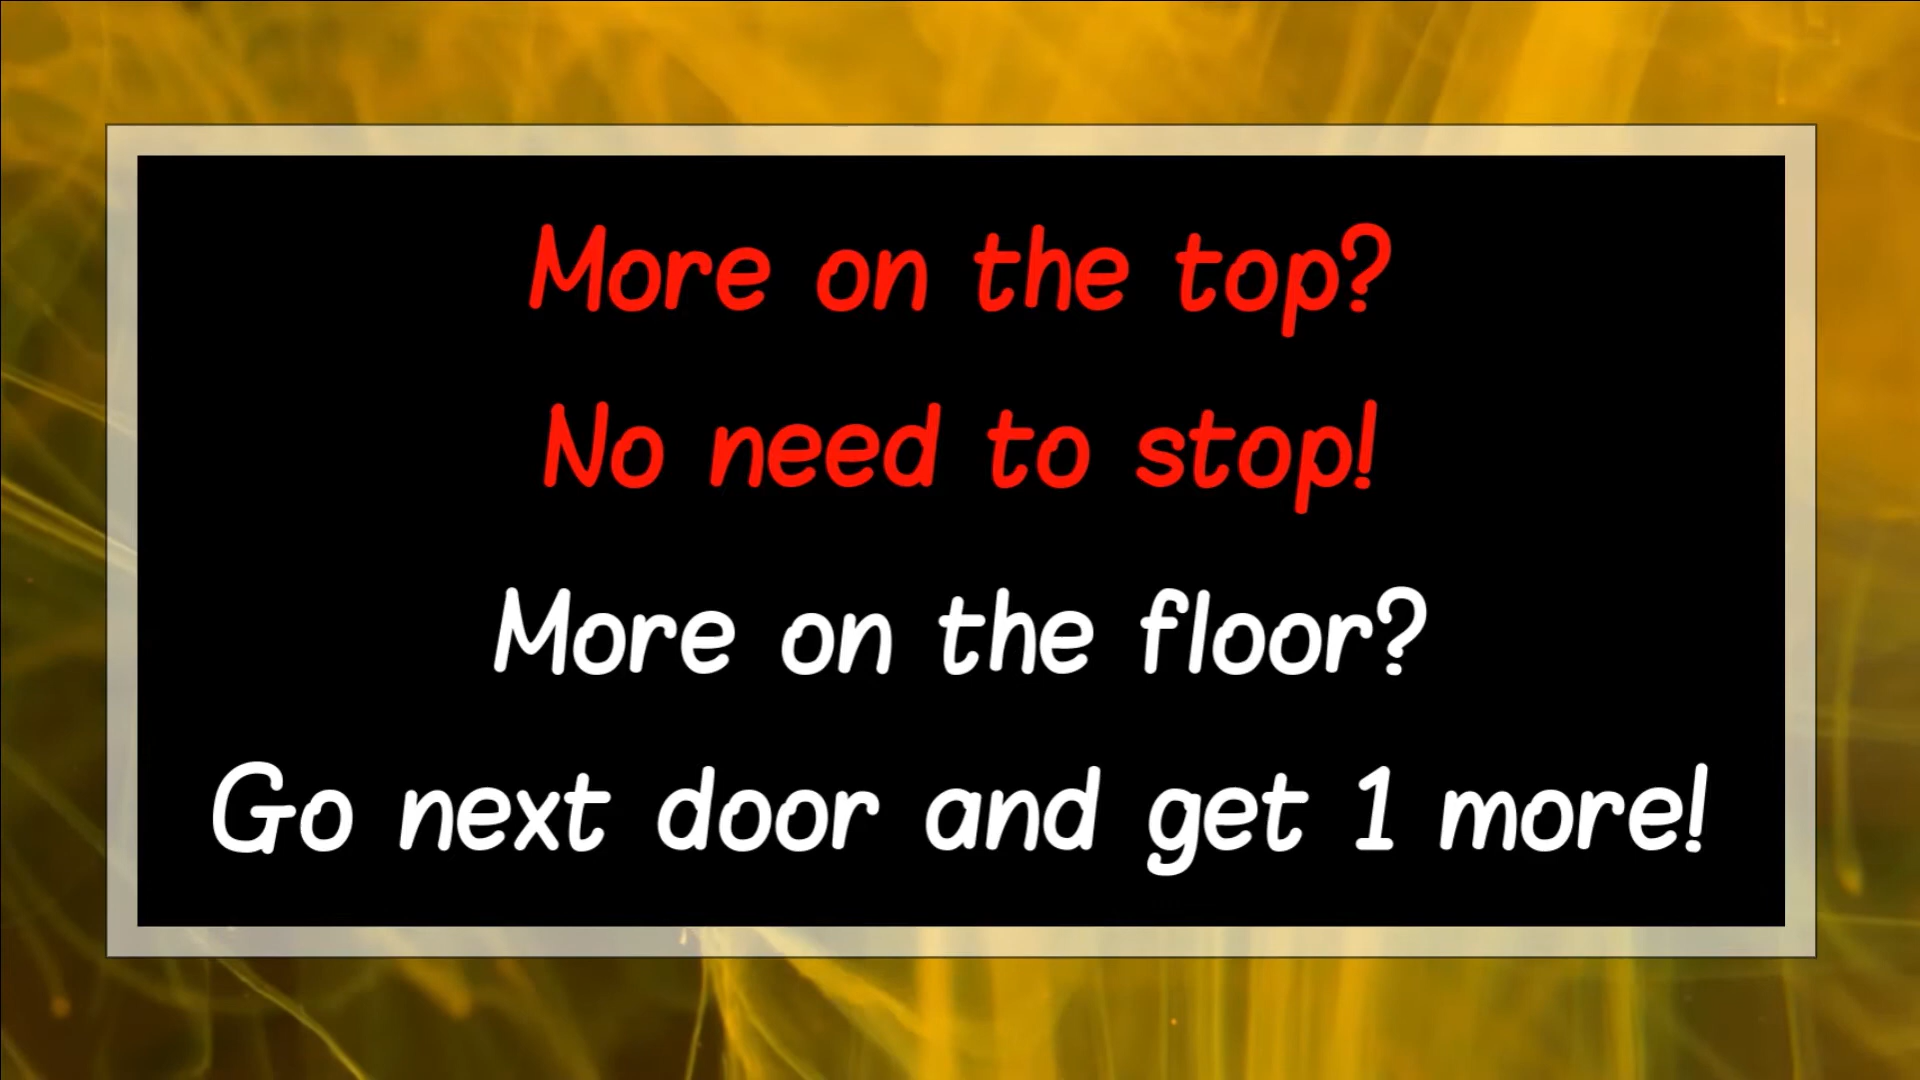 More on the top?
No need to stop!
More on the floor?
Go next door and get 1 more!